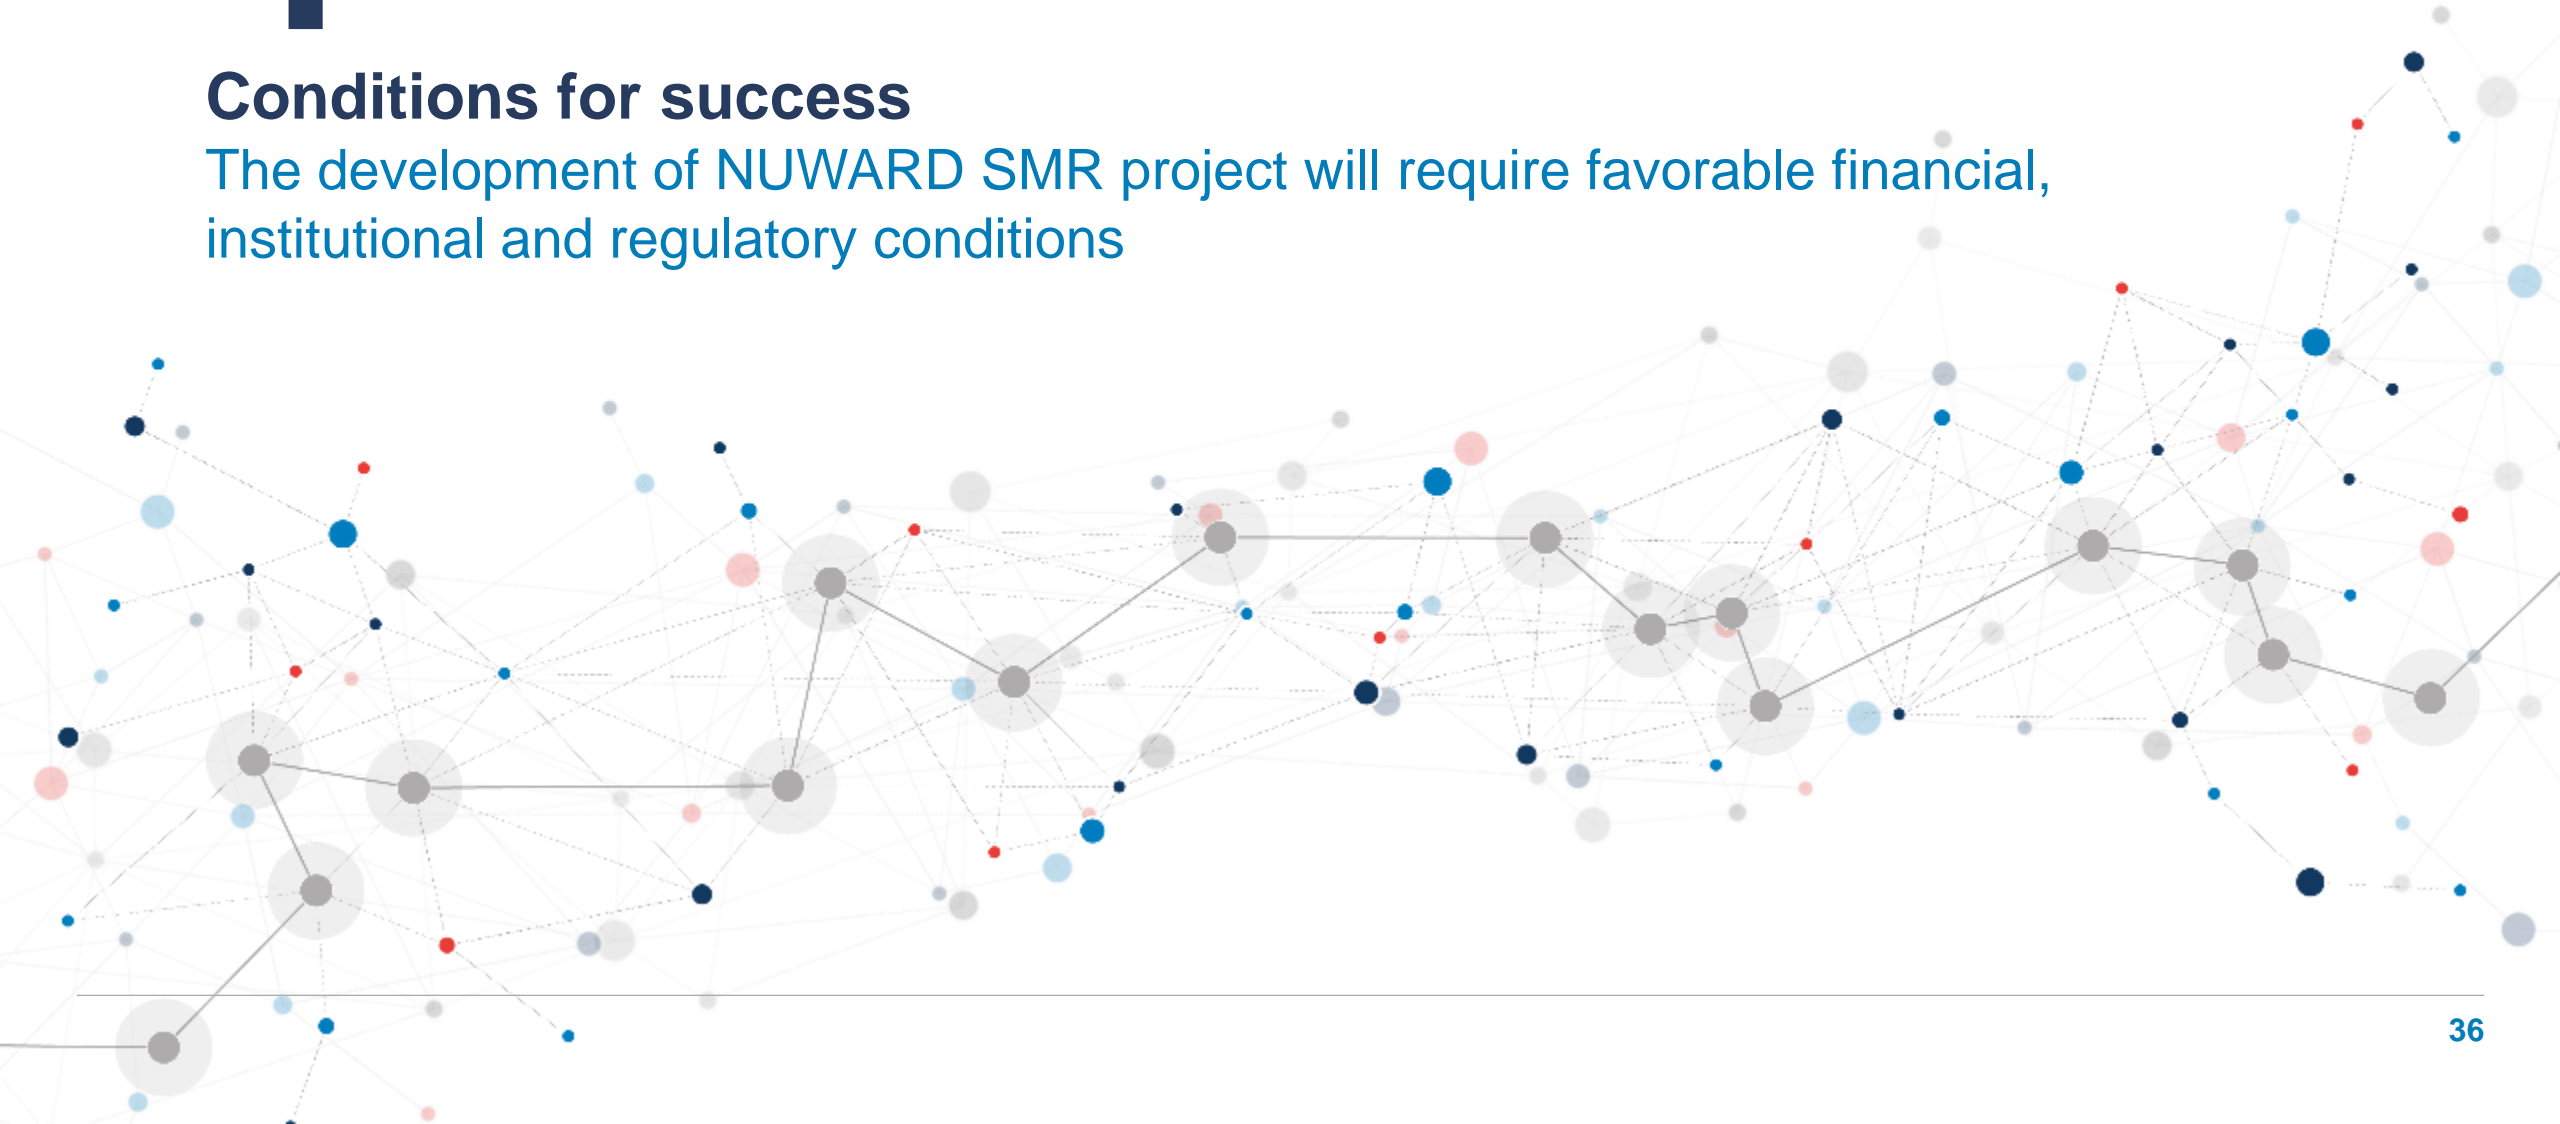 Conditions for success
The development of NUWARD SMR project will require favorable financial,
institutional and regulatory conditions
36